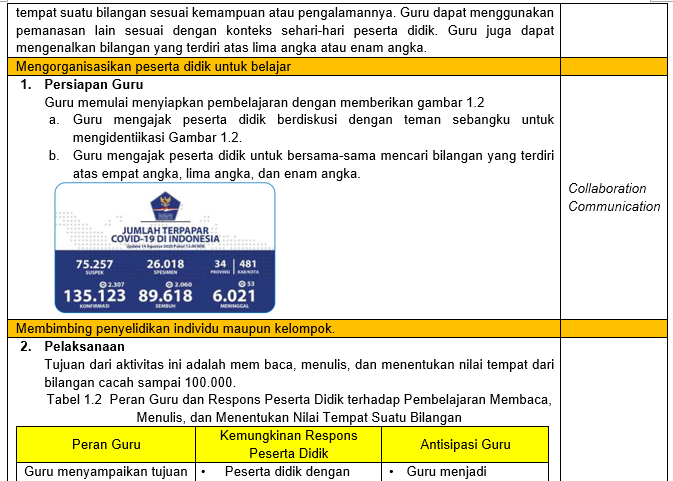 tempat suatu bilangan sesuai kemampuan atau pengalamannya. Guru dapat menggunakan
pemanasan lain sesuai dengan konteks sehari-hari peserta didik. Guru juga dapat
mengenalkan bilangan yang terdiri atas lima angka atau enam angka.
Mengorganisasikan peserta didik untuk belajar
1. Persiapan Guru
Guru memulai menyiapkan pembelajaran dengan memberikan gambar 1.2
a. Guru mengajak peserta didik berdiskusi dengan teman sebangku untuk
mengidentiikasi Gambar 1.2.
b. Guru mengajak peserta didik untuk bersama-sama mencari bilangan yang terdiri
atas empat angka, lima angka, dan enam angka.
Collaboration
Communication
JUMLAH TERPAPAR
COVID-19 DI INDONESIA
Update 14 Agustus 2020 Pukul 12.00 WIB
75.257 26.018 34 481
SUSPEK SPESIMEN PROVINSI KAB/KOTA
2.307 2.060 53
135.123 89.618 6.021
KONFIRMASI SEMBUH MENINGGAL
Membimbing penyelidikan individu maupun kelompok.
2. Pelaksanaan
Tujuan dari aktivitas ini adalah mem baca, menulis, dan menentukan nilai tempat dari
bilangan cacah sampai 100.000.
Tabel 1.2 Peran Guru dan Respons Peserta Didik terhadap Pembelajaran Membaca,
Menulis, dan Menentukan Nilai Tempat Suatu Bilangan
Peran Guru
Kemungkinan Respons
Peserta Didik
Antisipasi Guru
Guru menyampaikan tujuan
• Peserta didik dengan
• Guru menjadi